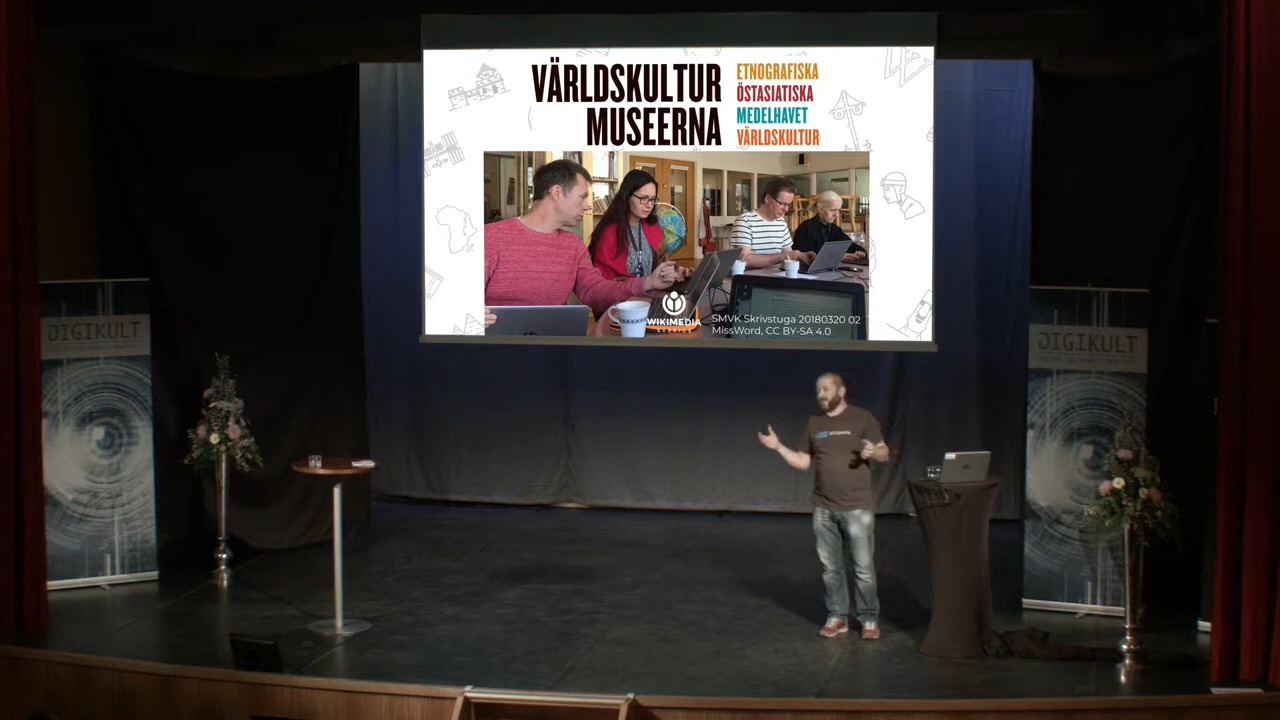 VÄRLDSKULTUR
MUSEERNA
ETNOGRAFISKA
ÖSTASIATISKA
MEDELHAVET
VÄRLDSKULTUR
W
WIKIMEDIA
SVERIGE
SMVK Skrivstuga 20180320 02
MissWord, CC BY-SA 4.0
DIGIKULT
DIGIKULT